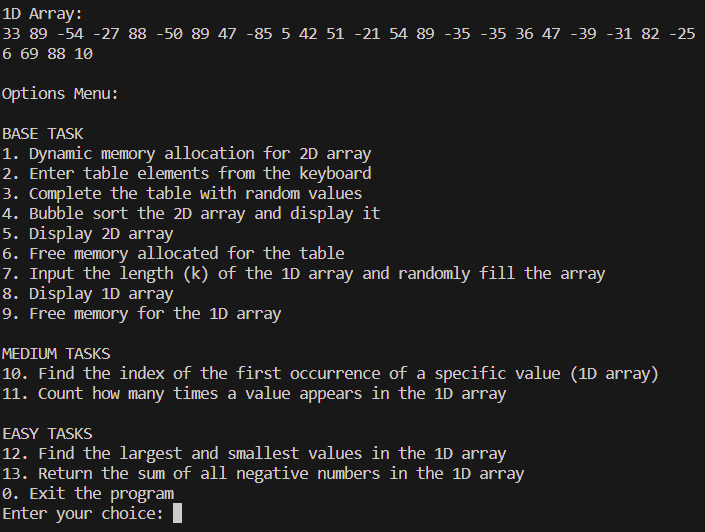 1D Array:
33 89 -54 -27 88 -50 89 47 -85 5 42 51 -21 54 89 -35 -35 36 47 -39 -31 82 -25
6 69 88 10
Options Menu:
BASE TASK
1. Dynamic memory allocation for 2D array
2. Enter table elements from the keyboard
3. Complete the table with random values
4. Bubble sort the 2D array and display it
5. Display 2D array
6. Free memory allocated for the table
7. Input the length (k) of the 1D array and randomly fill the array
8. Display 1D array
9. Free memory for the 1D array
MEDIUM TASKS
10. Find the index of the first occurrence of a specific value (1D array)
11. Count how many times a value appears in the 1D array
EASY TASKS
12. Find the largest and smallest values in the 1D array
13. Return the sum of all negative numbers in the 1D array
0. Exit the program
Enter your choice: